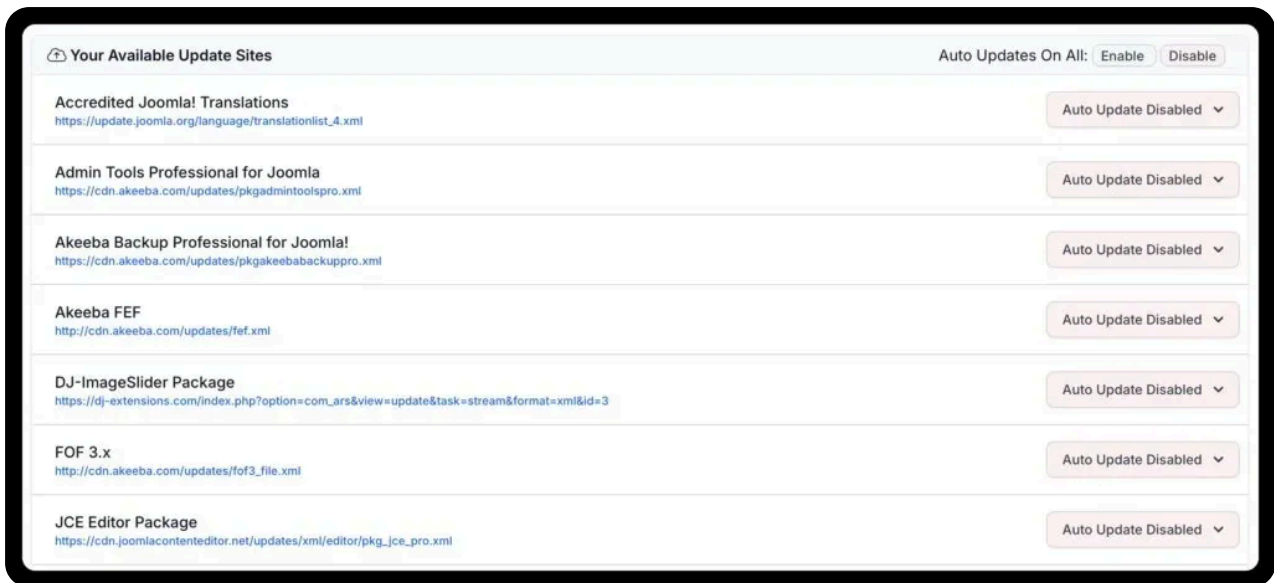 Your Available Update Sites
Auto Updates On All: Enable Disable
Accredited Joomla! Translations
https://update.joomla.org/language/translationlist_4.xml
Auto Update Disabled
Admin Tools Professional for Joomla
https://cdn.akeeba.com/updates/pkgadmintoolspro.xml
Auto Update Disabled
Akeeba Backup Professional for Joomla!
https://cdn.akeeba.com/updates/pkgakeebabackuppro.xml
Auto Update Disabled
Akeeba FEF
http://cdn.akeeba.com/updates/fef.xml
Auto Update Disabled
DJ-ImageSlider Package
https://dj-extensions.com/index.php?option=com_ars&view=update&task=stream&format=xml&id=3
Auto Update Disabled
FOF 3.x
http://cdn.akeeba.com/updates/fof3_file.xml
Auto Update Disabled
JCE Editor Package
https://cdn.joomlacontenteditor.net/updates/xml/editor/pkg_jce_pro.xml
Auto Update Disabled